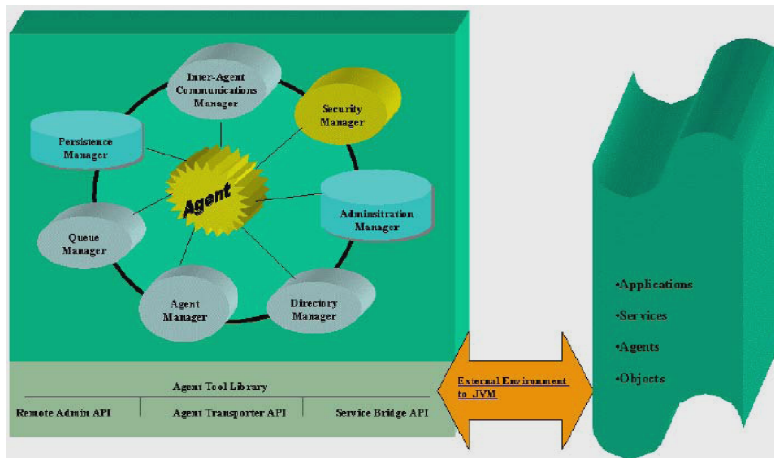 Inter-Agent
Communications
Manager
Security
Manager
Persistence
Manager
Agent
Adminsitration
Manager
Queue
Manager
Agent
Manager
Directory
Manager
Agent Tool Library
Remote Admin API
Agent Transporter API
Service Bridge API
External Environment
to JVM
•Applications
•Services
•Agents
•Objects